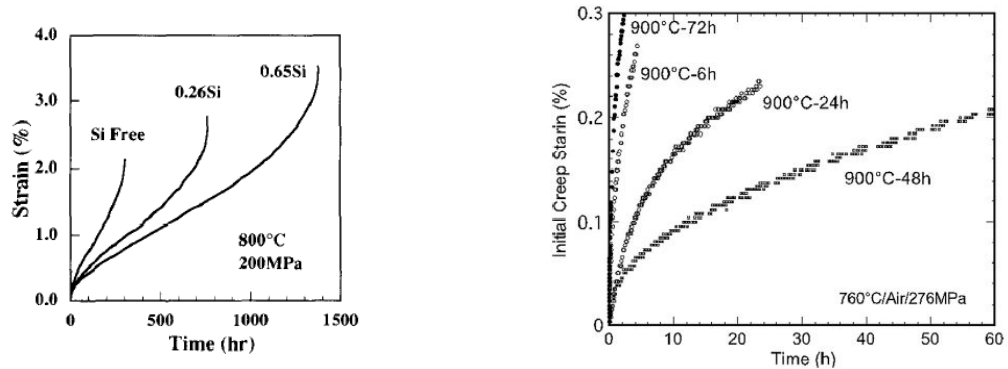 4.0
3.0
2.0
1.0
0.0
Strain (%)
Si Free
0.26Si
0.65Si
800°C
200MPa
0
500
1000
1500
Time (hr)
0.3
0.2
0.1
0
Initial Creep Starin (%)
900°C-72h
900°C-6h
900°C-24h
900°C-48h
760°C/Air/276MPa
0
10
20
30
40
50
60
Time (h)